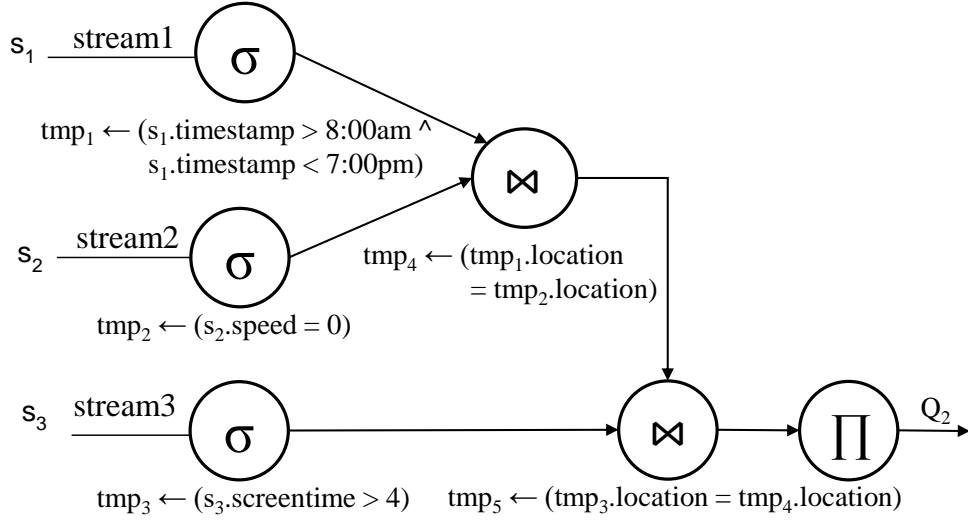 s₁ stream1
σ
tmp₁ ← (s₁.timestamp > 8:00am ^
s₁.timestamp < 7:00pm)
⋈
s₂ stream2
σ
tmp₄ ← (tmp₁.location
= tmp₂.location)
tmp₂ ← (s₂.speed = 0)
s₃ stream3
σ
⋈
∏
Q₂
tmp₃ ← (s₃.screentime > 4)
tmp₅ ← (tmp₃.location = tmp₄.location)